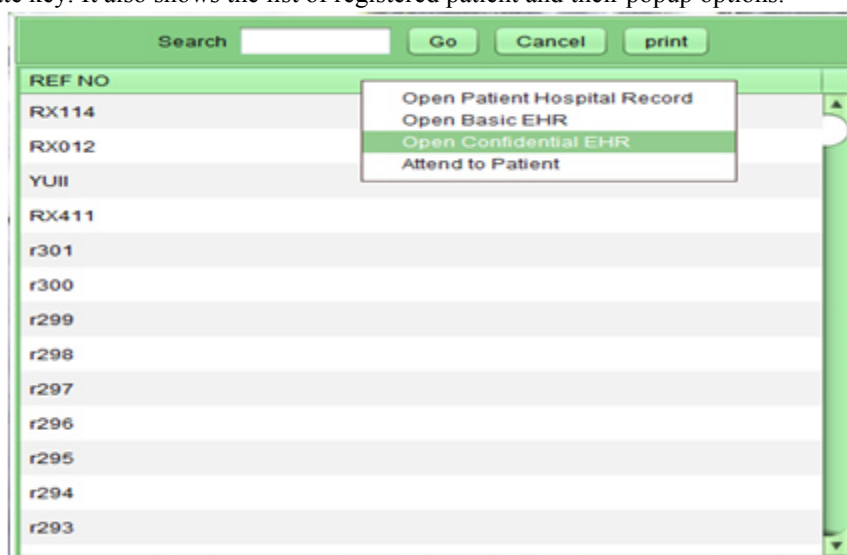 te key. It also shows the list of registered patient and their popup options.
Search Go Cancel print
REF NO
Open Patient Hospital Record
RX114
Open Basic EHR
Open Confidential EHR
RX012
Attend to Patient
YUII
RX411
r301
r300
r299
r298
r297
r296
r295
r294
r293